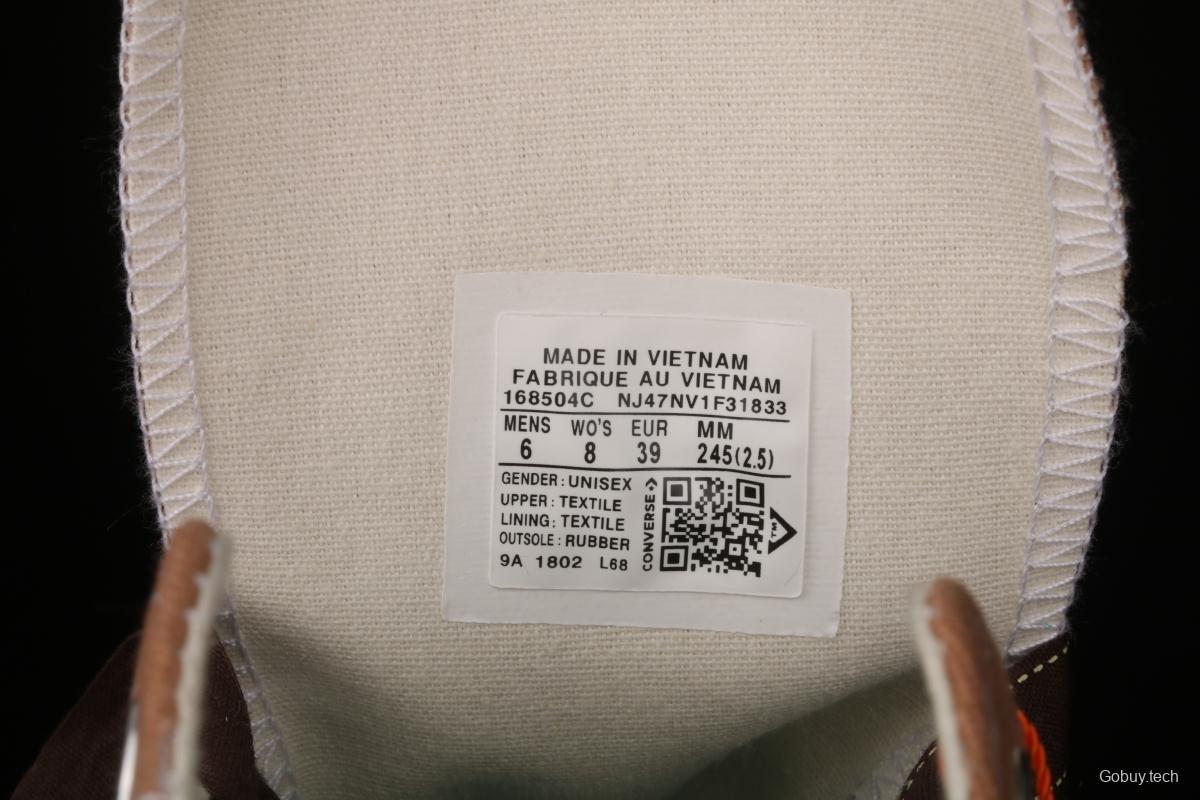 MADE IN VIETNAM
FABRIQUE AU VIETNAM
168504C NJ47NV1F31833
MENS WO'S EUR MM
6 8 39 245(2.5)
GENDER: UNISEX
UPPER: TEXTILE
LINING: TEXTILE
OUTSOLE: RUBBER
9A 1802 L68
CONVERSE
TM
Gobuy.tech